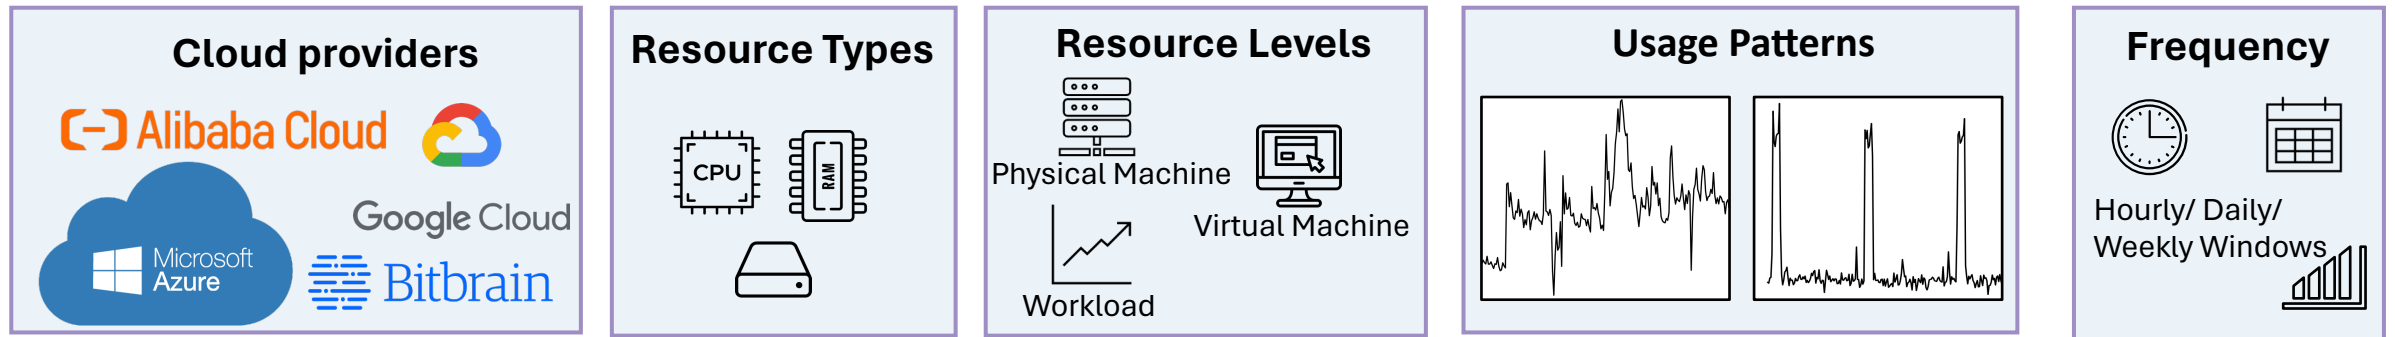 Cloud providers
Alibaba Cloud
Google Cloud
Microsoft
Azure
Bitbrain
Resource Types
CPU
RAM
Resource Levels
Physical Machine
Virtual Machine
Workload
Usage Patterns
Frequency
Hourly/ Daily/
Weekly Windows